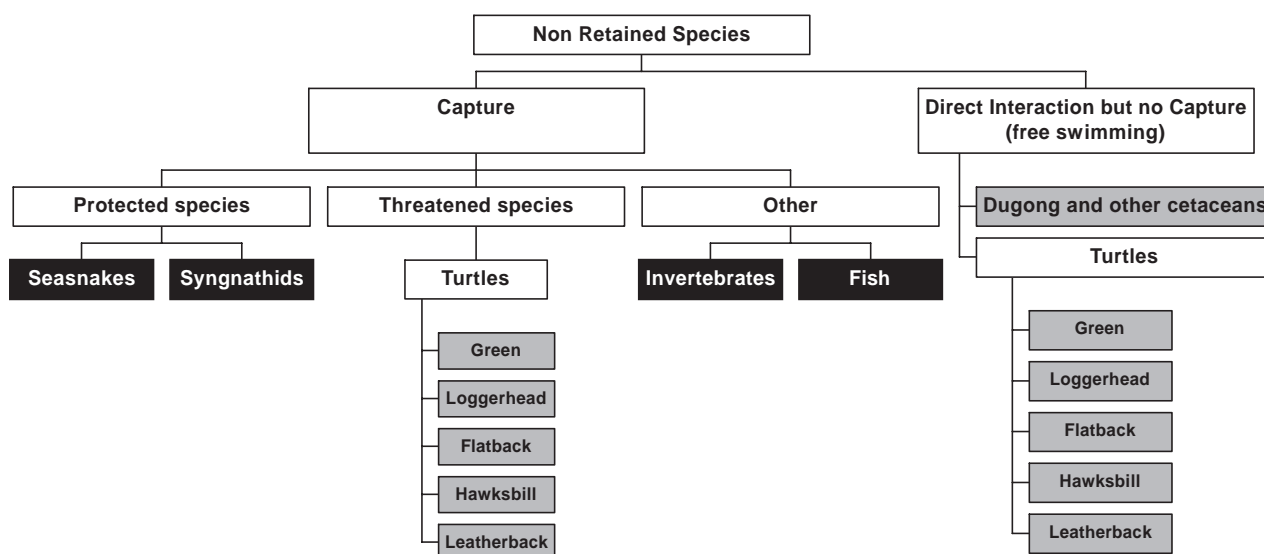 Non Retained Species
Capture
Direct Interaction but no Capture
(free swimming)
Protected species
Threatened species
Other
Dugong and other cetaceans
Seasnakes
Syngnathids
Turtles
Invertebrates
Fish
Turtles
Green
Loggerhead
Flatback
Hawksbill
Leatherback
Green
Loggerhead
Flatback
Hawksbill
Leatherback